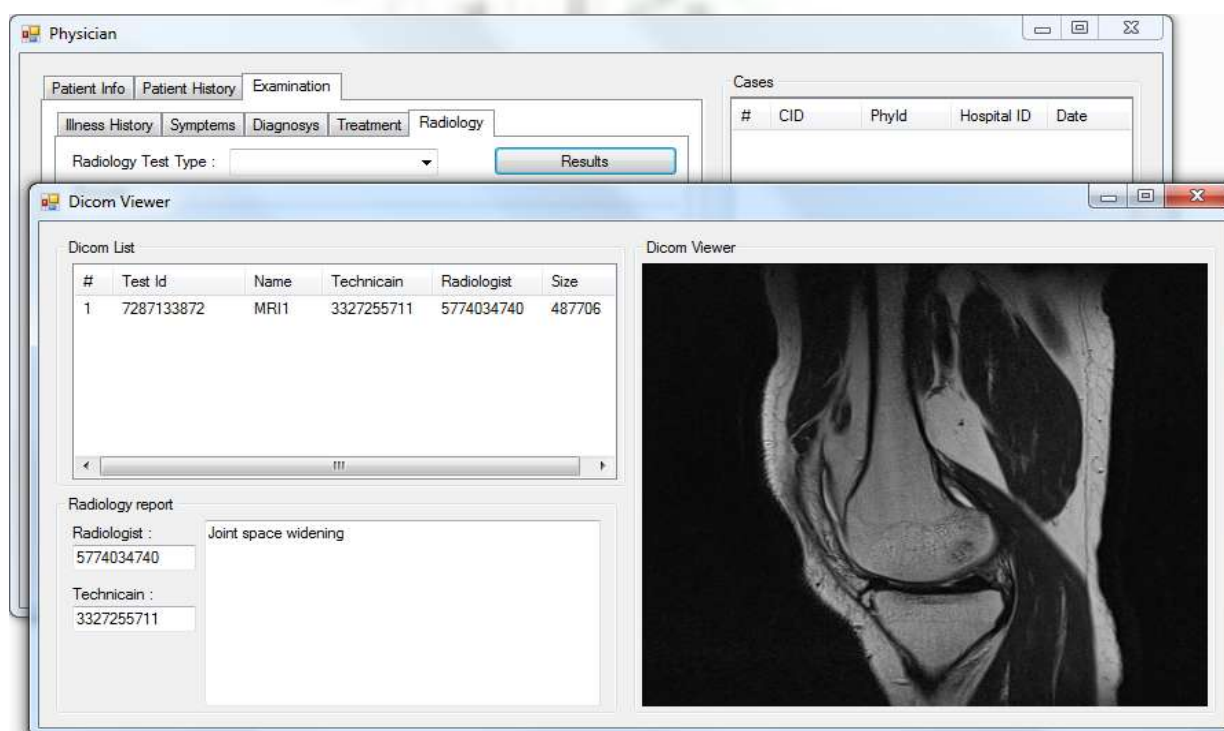 Physician
Patient Info Patient History Examination
Cases
Illness History Symptems Diagnosys Treatment Radiology
# CID PhyId Hospital ID Date
Radiology Test Type : Results
Dicom Viewer
Dicom List
Dicom Viewer
# Test Id Name Technicain Radiologist Size
1 7287133872 MRI1 3327255711 5774034740 487706
Radiology report
Radiologist : Joint space widening
5774034740
Technicain :
3327255711